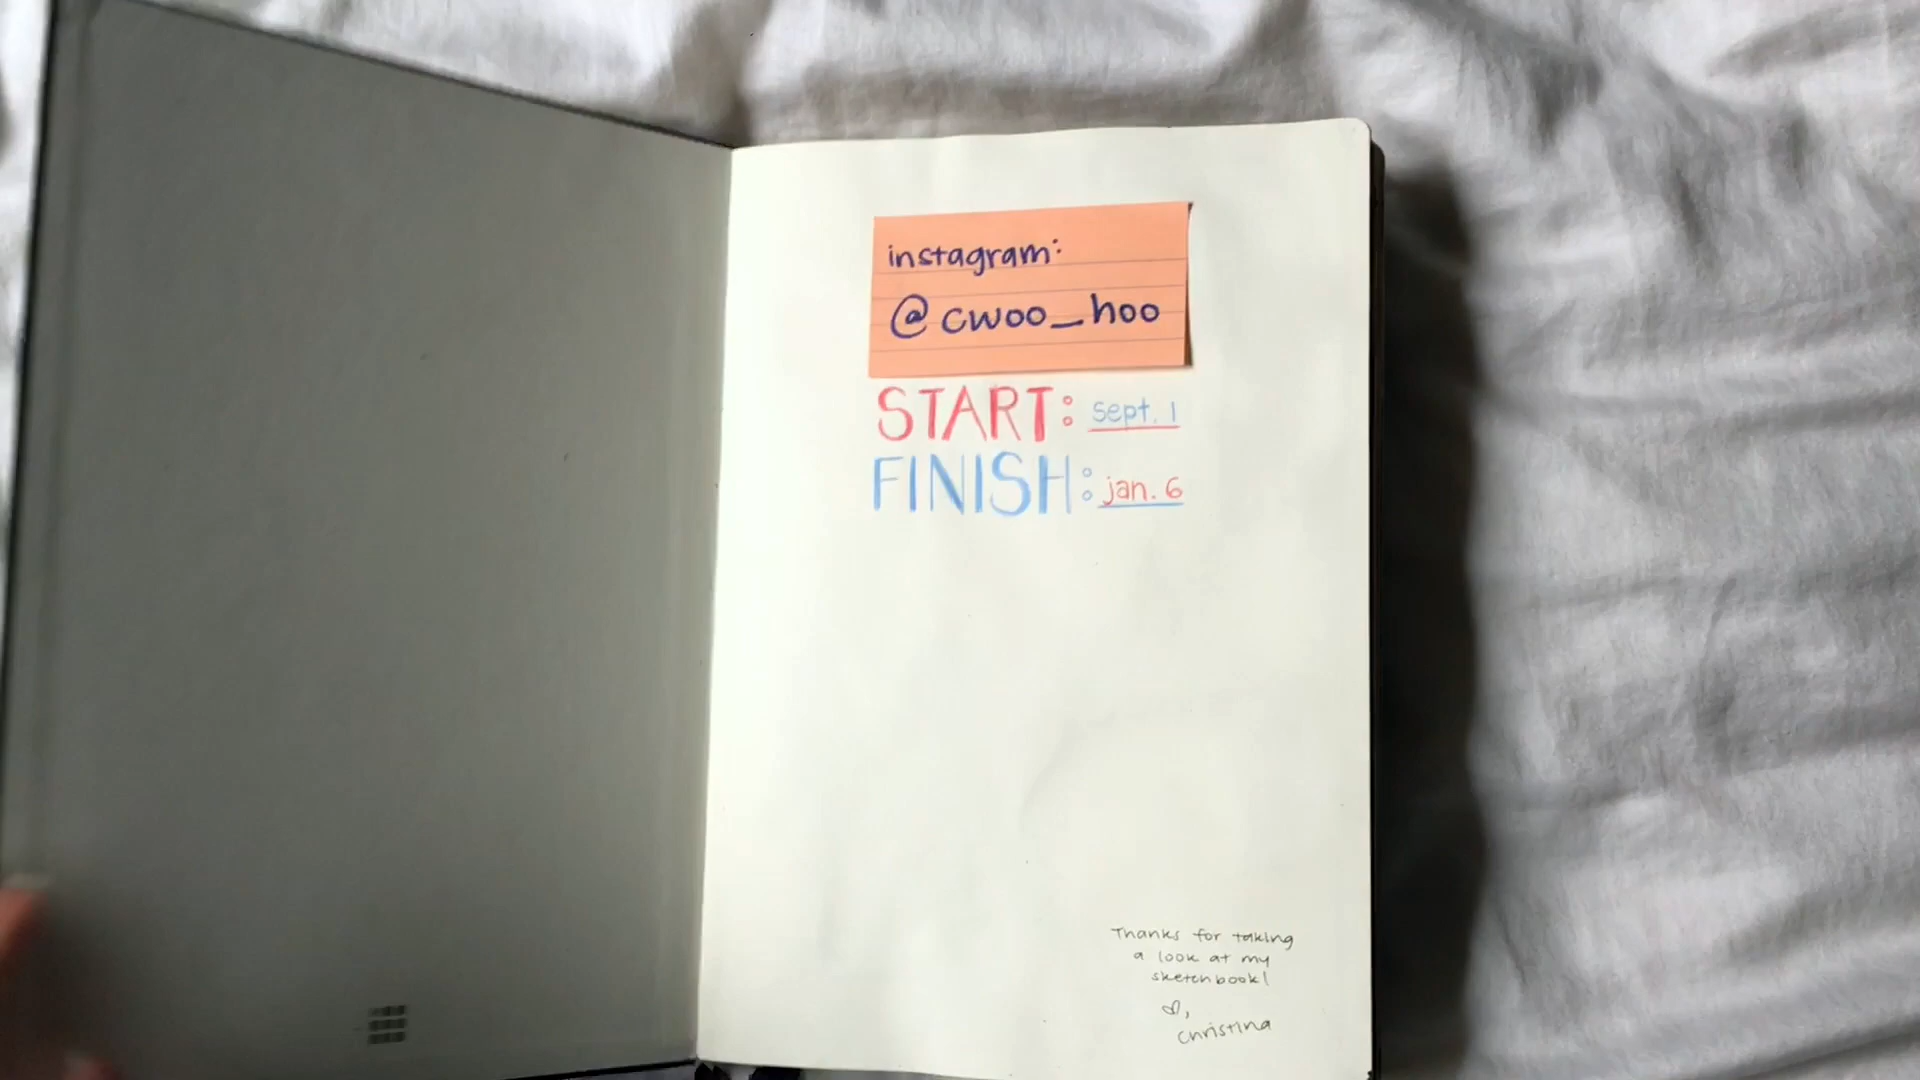 instagram:
@cwoo_hoo
START: sept. 1
FINISH: jan. 6
Thanks for taking
a look at my
sketchbook!
♡,
christina